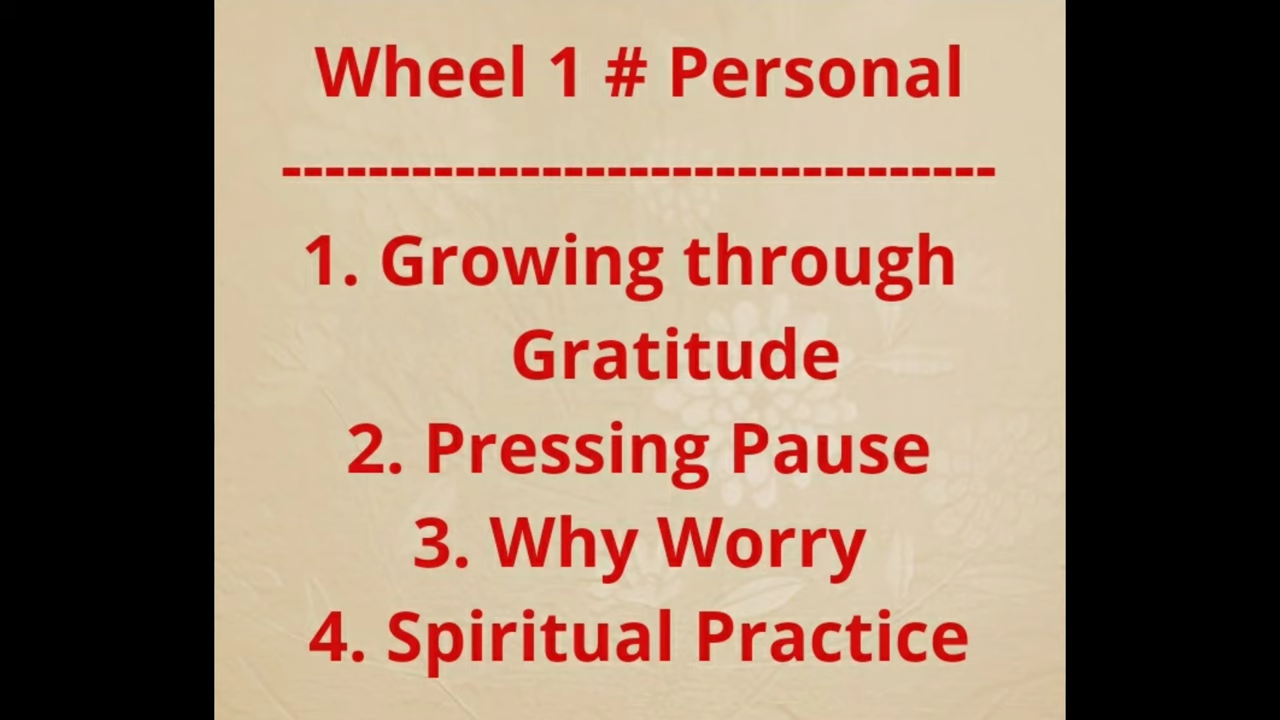 Wheel 1 # Personal
---------------------------------
1. Growing through
Gratitude
2. Pressing Pause
3. Why Worry
4. Spiritual Practice